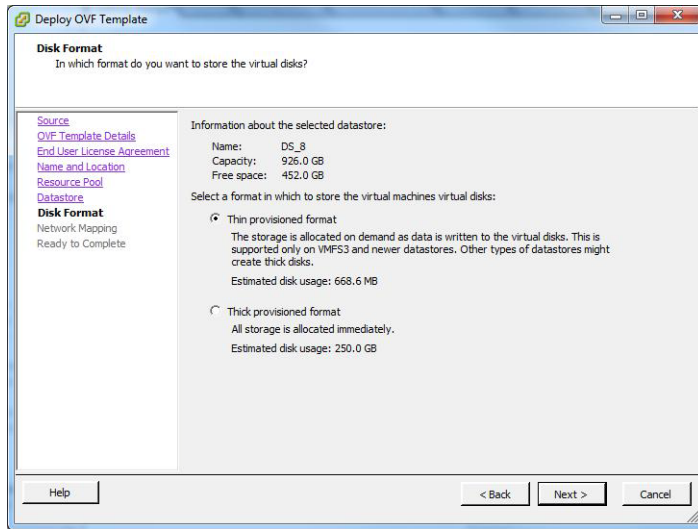 Deploy OVF Template
Disk Format
In which format do you want to store the virtual disks?
Source
OVF Template Details
End User License Agreement
Name and Location
Resource Pool
Datastore
Disk Format
Network Mapping
Ready to Complete
Information about the selected datastore:
Name: DS_8
Capacity: 926.0 GB
Free space: 452.0 GB
Select a format in which to store the virtual machines virtual disks:
Thin provisioned format
The storage is allocated on demand as data is written to the virtual disks. This is
supported only on VMFS3 and newer datastores. Other types of datastores might
create thick disks.
Estimated disk usage: 668.6 MB
Thick provisioned format
All storage is allocated immediately.
Estimated disk usage: 250.0 GB
Help
< Back
Next >
Cancel